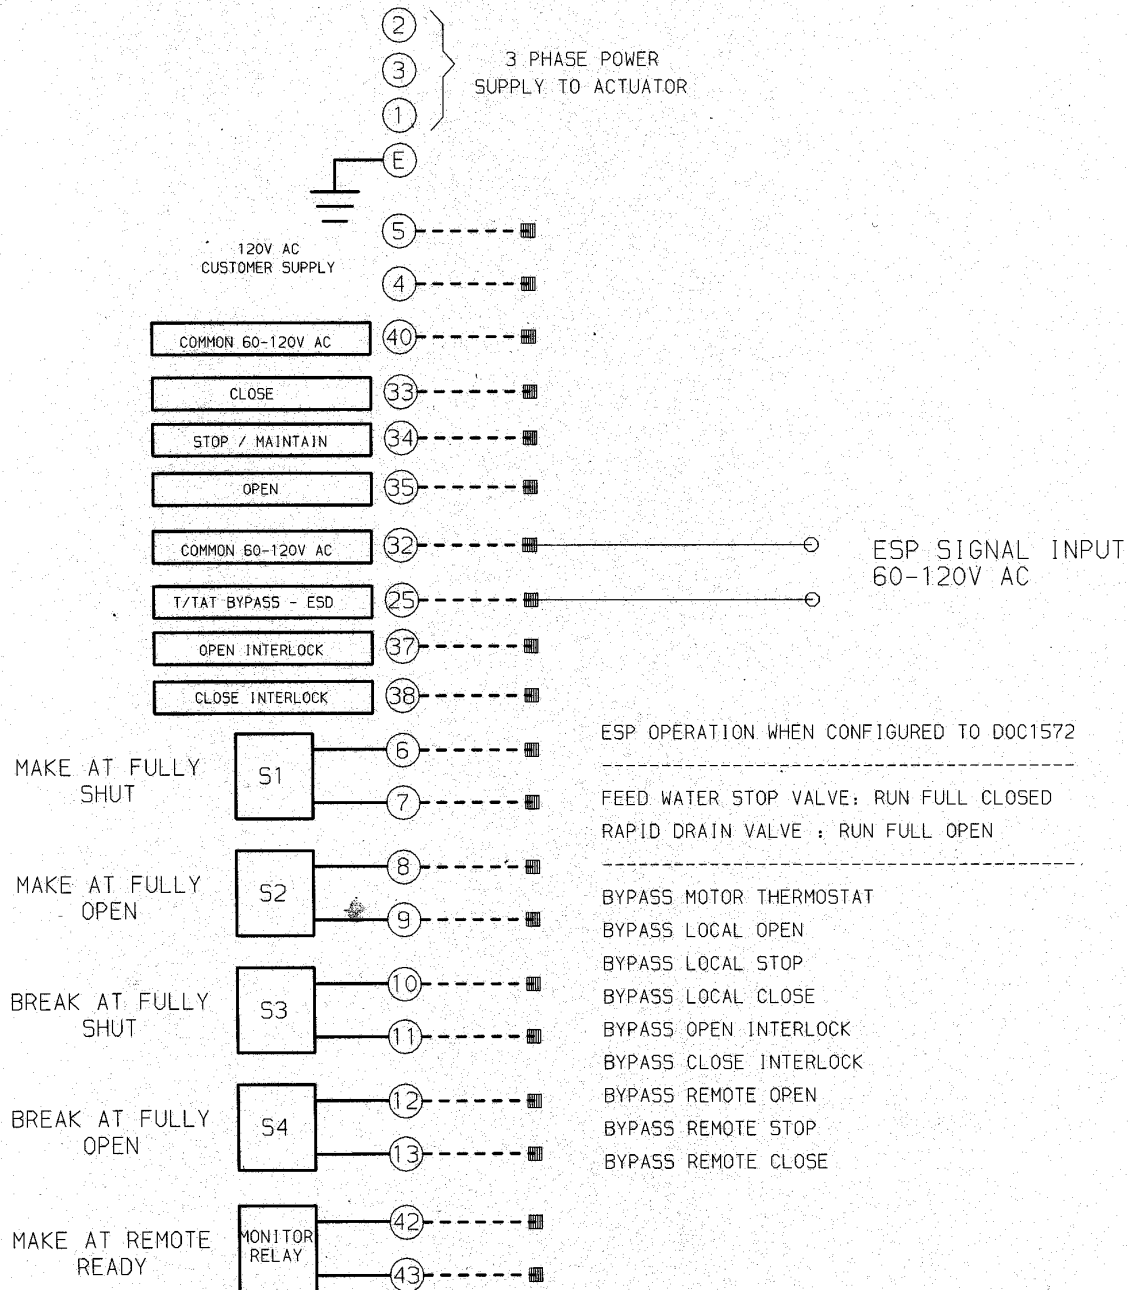 2
3
1
3 PHASE POWER
SUPPLY TO ACTUATOR
E
5
120V AC
CUSTOMER SUPPLY
4
COMMON 60-120V AC
40
CLOSE
33
STOP / MAINTAIN
34
OPEN
35
COMMON 60-120V AC
32
ESP SIGNAL INPUT
60-120V AC
T/TAT BYPASS - ESD
25
OPEN INTERLOCK
37
CLOSE INTERLOCK
38
MAKE AT FULLY
SHUT
S1
6
7
MAKE AT FULLY
OPEN
S2
8
9
BREAK AT FULLY
SHUT
S3
10
11
BREAK AT FULLY
OPEN
S4
12
13
MAKE AT REMOTE
READY
MONITOR
RELAY
42
43
ESP OPERATION WHEN CONFIGURED TO DOC1572
FEED WATER STOP VALVE: RUN FULL CLOSED
RAPID DRAIN VALVE : RUN FULL OPEN
BYPASS MOTOR THERMOSTAT
BYPASS LOCAL OPEN
BYPASS LOCAL STOP
BYPASS LOCAL CLOSE
BYPASS OPEN INTERLOCK
BYPASS CLOSE INTERLOCK
BYPASS REMOTE OPEN
BYPASS REMOTE STOP
BYPASS REMOTE CLOSE